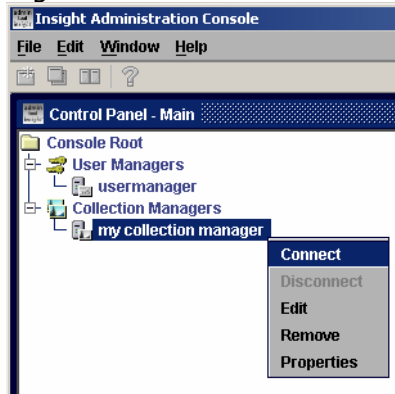 Insight Administration Console
File Edit Window Help
Control Panel - Main
Console Root
User Managers
usermanager
Collection Managers
my collection manager
Connect
Disconnect
Edit
Remove
Properties